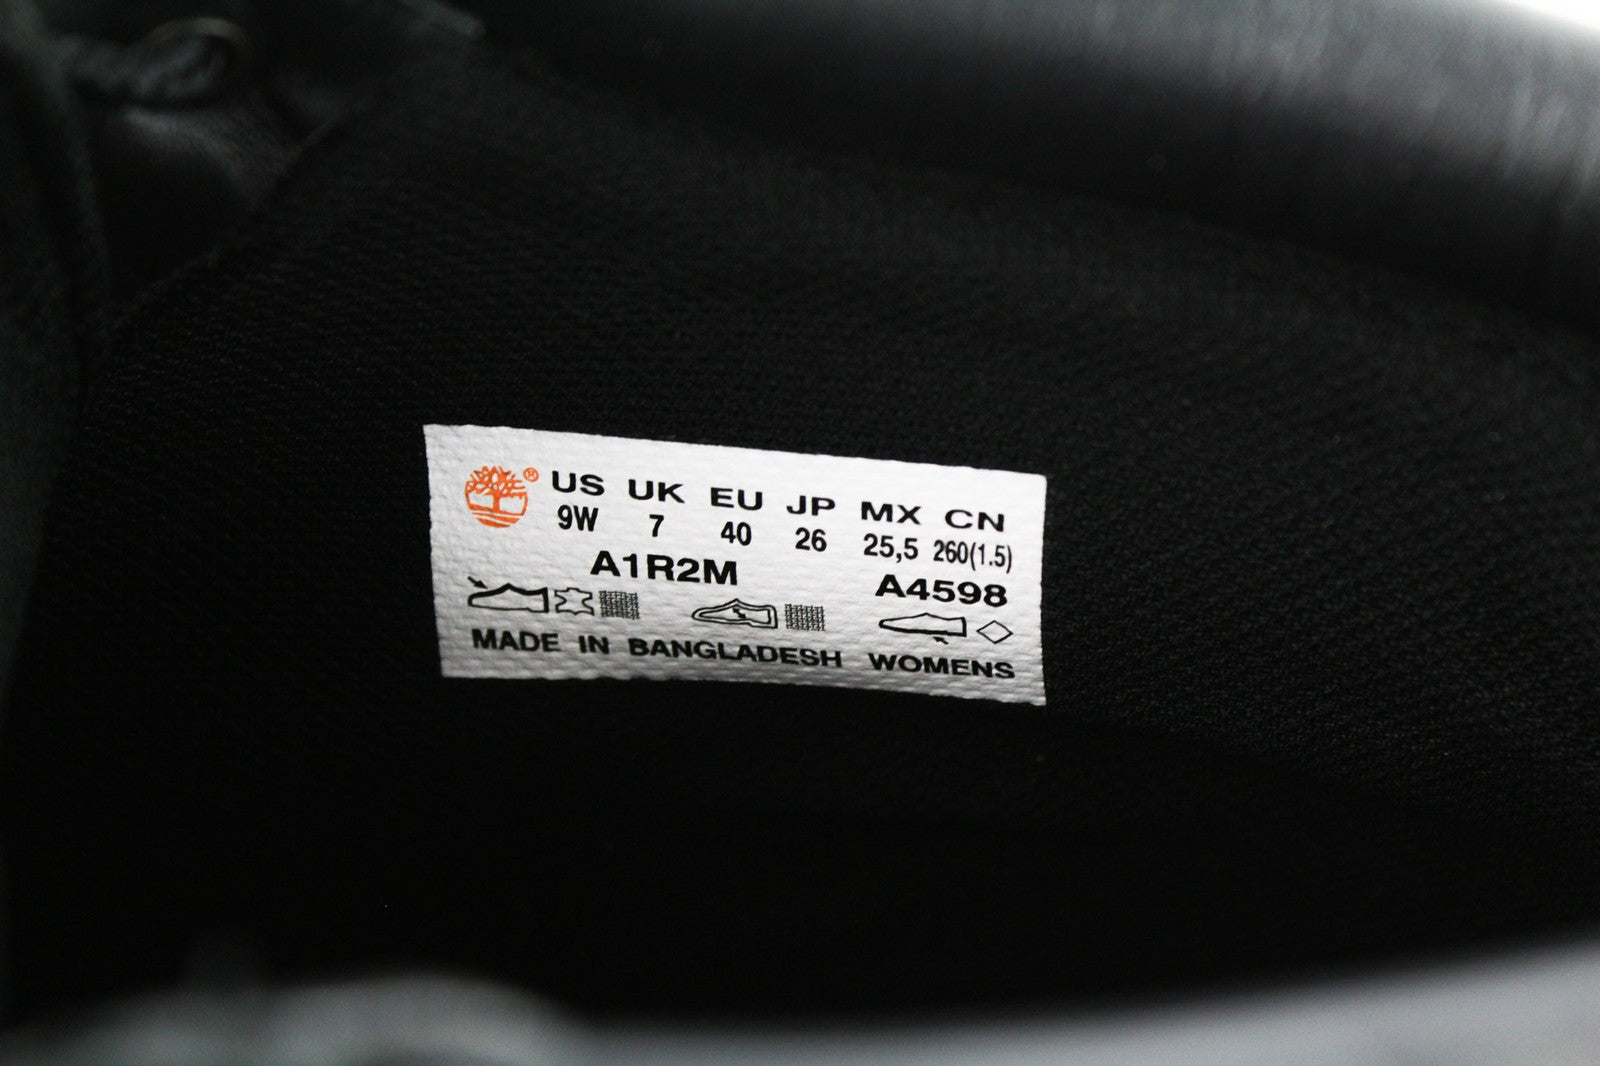 ® US UK EU JP MX CN
9W 7 40 26 25,5 260(1.5)
A1R2M A4598
MADE IN BANGLADESH WOMENS